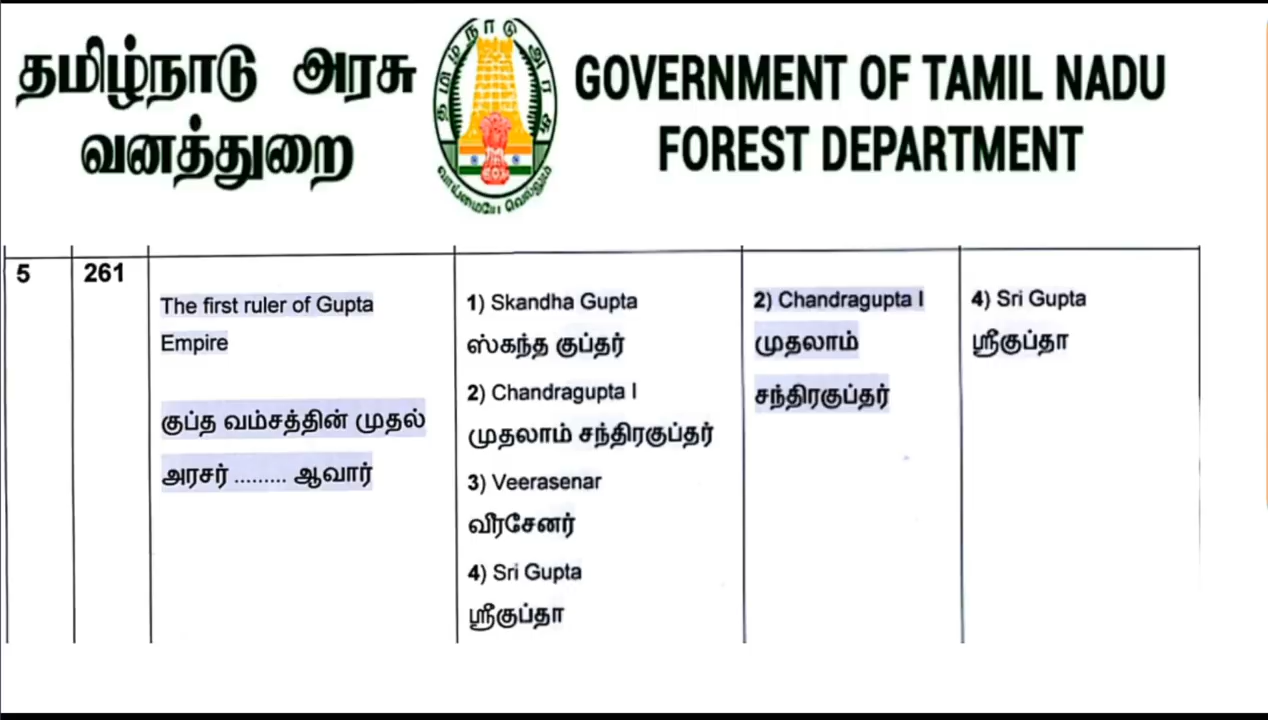 தமிழ்நாடு அரசு
வனத்துறை
தமிழ்நாடு அரசு
வாய்மையே வெல்லும்
GOVERNMENT OF TAMIL NADU
FOREST DEPARTMENT
5
261
The first ruler of Gupta
Empire
குப்த வம்சத்தின் முதல்
அரசர் ......... ஆவார்
1) Skandha Gupta
ஸ்கந்த குப்தர்
2) Chandragupta I
முதலாம் சந்திரகுப்தர்
3) Veerasenar
வீரசேனர்
4) Sri Gupta
ஸ்ரீகுப்தா
2) Chandragupta I
முதலாம்
சந்திரகுப்தர்
4) Sri Gupta
ஸ்ரீகுப்தா